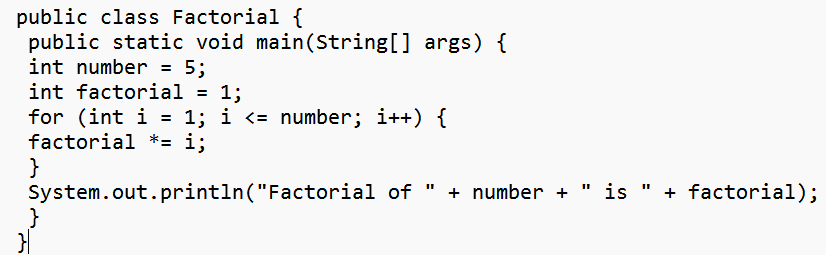 public class Factorial {
public static void main(String[] args) {
int number = 5;
int factorial = 1;
for (int i = 1; i <= number; i++) {
factorial *= i;
}
System.out.println("Factorial of " + number + " is " + factorial);
}
}